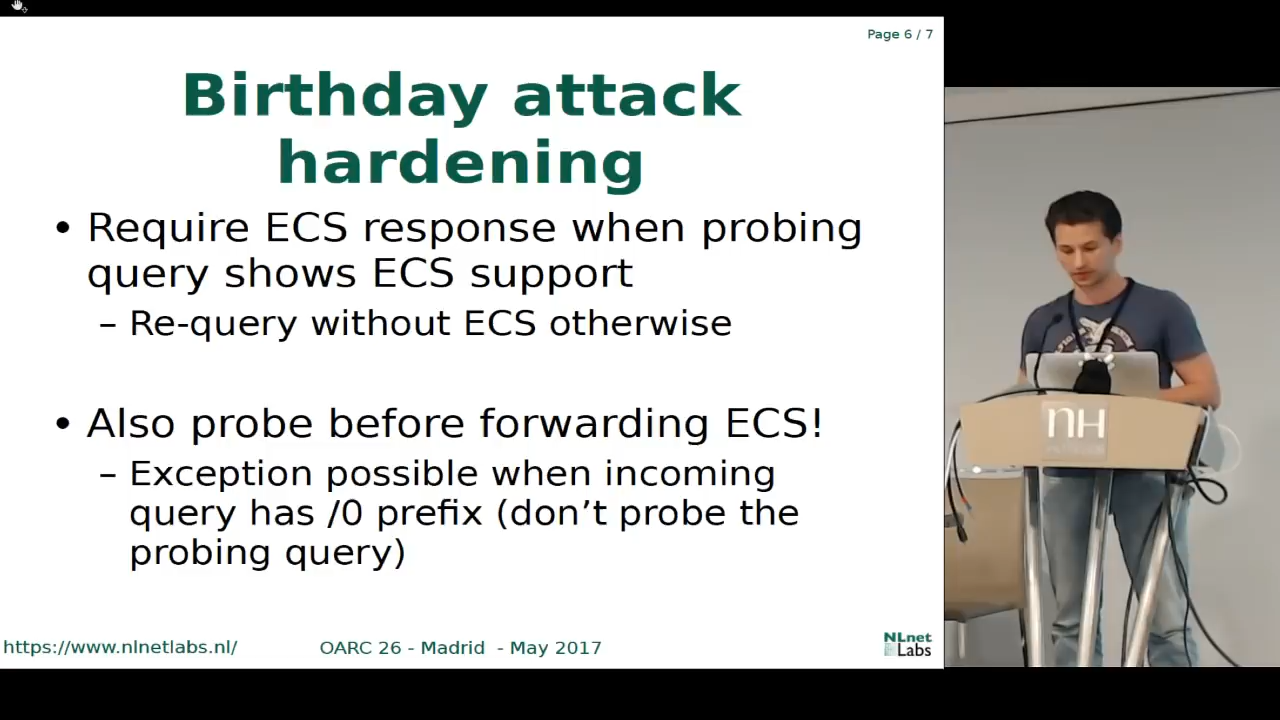 Page 6 / 7
Birthday attack
hardening
• Require ECS response when probing
query shows ECS support
– Re-query without ECS otherwise
• Also probe before forwarding ECS!
– Exception possible when incoming
query has /0 prefix (don’t probe the
probing query)
https://www.nlnetlabs.nl/
OARC 26 - Madrid - May 2017
NLnet
Labs
nH